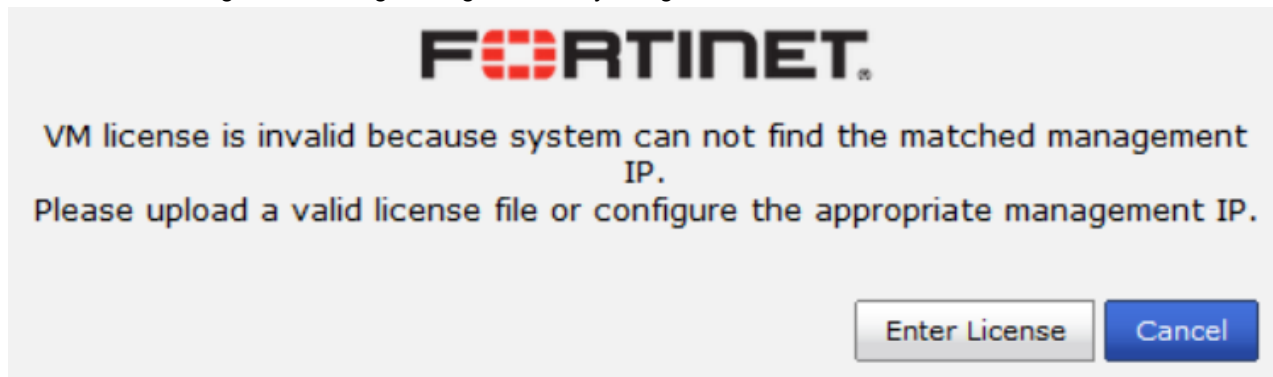 FORTINET®
VM license is invalid because system can not find the matched management
IP.
Please upload a valid license file or configure the appropriate management IP.
Enter License
Cancel